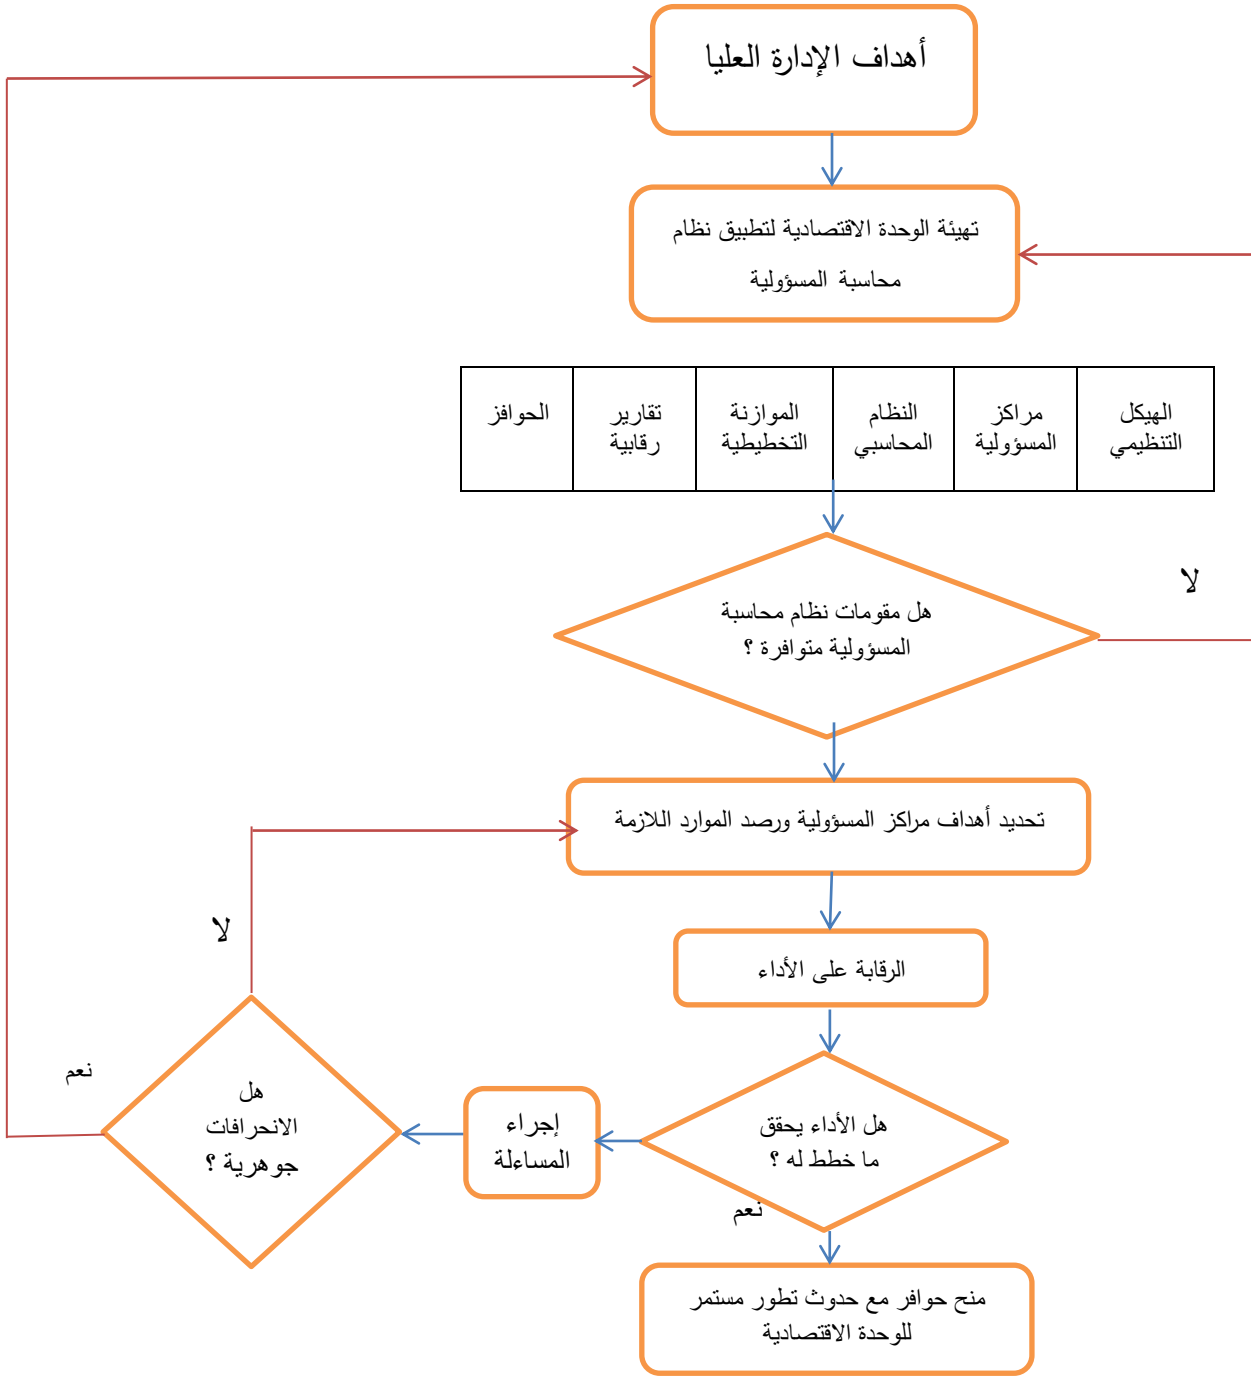 أهداف الإدارة العليا
تهيئة الوحدة الاقتصادية لتطبيق نظام
محاسبة المسؤولية
الهيكل
التنظيمي
مراكز
المسؤولية
النظام
المحاسبي
الموازنة
التخطيطية
تقارير
رقابية
الحوافز
لا
هل مقومات نظام محاسبة
المسؤولية متوافرة ؟
تحديد أهداف مراكز المسؤولية ورصد الموارد اللازمة
لا
الرقابة على الأداء
هل الأداء يحقق
ما خطط له ؟
إجراء
المساءلة
هل
الانحرافات
جوهرية ؟
نعم
نعم
منح حوافر مع حدوث تطور مستمر
للوحدة الاقتصادية